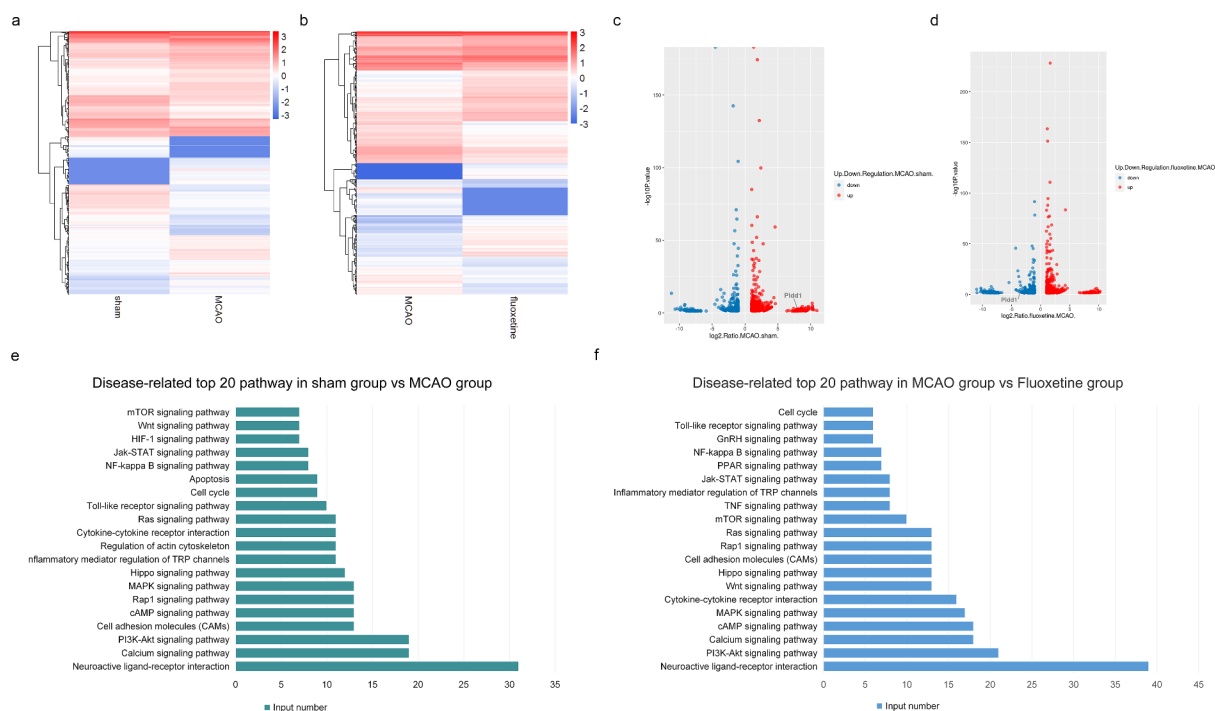 a
b
c
d
3
2
1
0
-1
-2
-3
sham
MCAO
3
2
1
0
-1
-2
-3
MCAO
fluoxetine
-log10P.value
150
100
50
0
Pidd1
-10
-5
0
5
10
log2.Ratio.MCAO.sham.
Up.Down.Regulation.MCAO.sham.
down
up
-log10P.value
200
150
100
50
0
Pidd1
-10
-5
0
5
10
log2.Ratio.fluoxetine.MCAO.
Up.Down.Regulation.fluoxetine.MCAO
down
up
e
Disease-related top 20 pathway in sham group vs MCAO group
mTOR signaling pathway
Wnt signaling pathway
HIF-1 signaling pathway
Jak-STAT signaling pathway
NF-kappa B signaling pathway
Apoptosis
Cell cycle
Toll-like receptor signaling pathway
Ras signaling pathway
Cytokine-cytokine receptor interaction
Regulation of actin cytoskeleton
nflammatory mediator regulation of TRP channels
Hippo signaling pathway
MAPK signaling pathway
Rap1 signaling pathway
cAMP signaling pathway
Cell adhesion molecules (CAMs)
PI3K-Akt signaling pathway
Calcium signaling pathway
Neuroactive ligand-receptor interaction
0 5 10 15 20 25 30 35
Input number
f
Disease-related top 20 pathway in MCAO group vs Fluoxetine group
Cell cycle
Toll-like receptor signaling pathway
GnRH signaling pathway
NF-kappa B signaling pathway
PPAR signaling pathway
Jak-STAT signaling pathway
Inflammatory mediator regulation of TRP channels
TNF signaling pathway
mTOR signaling pathway
Ras signaling pathway
Rap1 signaling pathway
Cell adhesion molecules (CAMs)
Hippo signaling pathway
Wnt signaling pathway
Cytokine-cytokine receptor interaction
MAPK signaling pathway
cAMP signaling pathway
Calcium signaling pathway
PI3K-Akt signaling pathway
Neuroactive ligand-receptor interaction
0 5 10 15 20 25 30 35 40 45
Input number